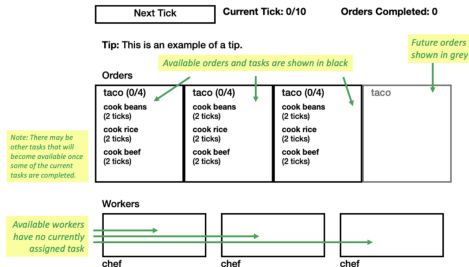 Next Tick
Current Tick: 0/10
Orders Completed: 0
Tip: This is an example of a tip.
Future orders
shown in grey
Available orders and tasks are shown in black
Orders
taco (0/4)
cook beans
(2 ticks)
cook rice
(2 ticks)
cook beef
(2 ticks)
taco (0/4)
cook beans
(2 ticks)
cook rice
(2 ticks)
cook beef
(2 ticks)
taco (0/4)
cook beans
(2 ticks)
cook rice
(2 ticks)
cook beef
(2 ticks)
taco
Note: There may be
other tasks that will
become available once
some of the current
tasks are completed.
Workers
Available workers
have no currently
assigned task
chef
chef
chef